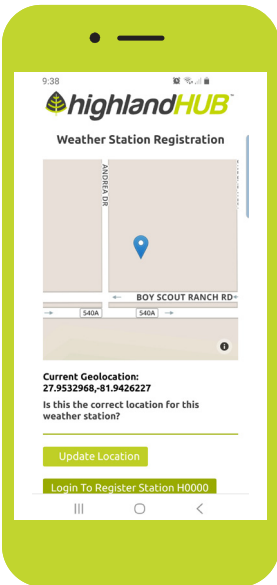 9:38
highlandHUB™
Weather Station Registration
ANDREA DR
← BOY SCOUT RANCH RD→
→ 540A 540A →
Current Geolocation:
27.9532968,-81.9426227
Is this the correct location for this
weather station?
Update Location
Login To Register Station H0000